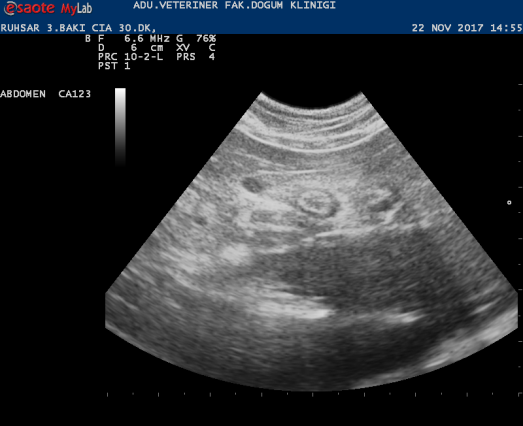 esaote MyLab
ADU.VETERINER FAK.DOGUM KLINIGI
RUHSAR 3.BAKI CIA 30.DK,
22 NOV 2017 14:55
B F 6.6 MHz G 76%
D 6 cm XV C
PRC 10-2-L PRS 4
PST 1
ABDOMEN CA123